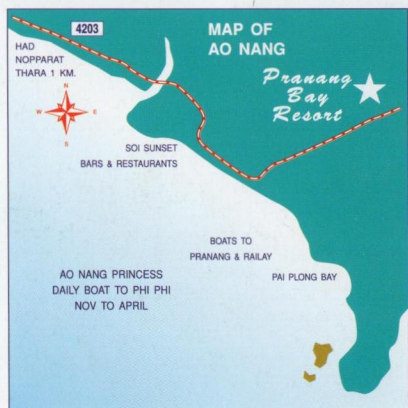 4203
MAP OF
AO NANG
HAD
NOPPARAT
THARA 1 KM.
Pranang
Bay
Resort
N
W E
S
SOI SUNSET
BARS & RESTAURANTS
BOATS TO
PRANANG & RAILAY
AO NANG PRINCESS
DAILY BOAT TO PHI PHI
NOV TO APRIL
PAI PLONG BAY